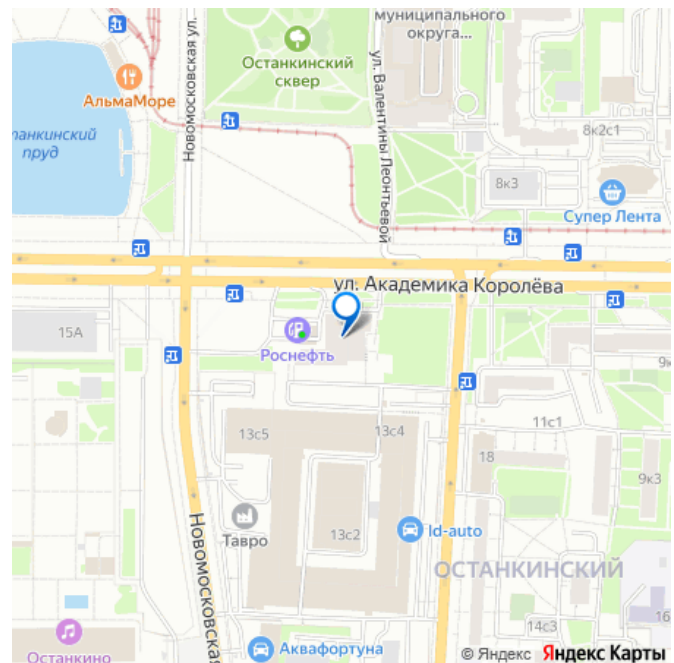 муниципального
округа...
Новомосковская ул.
Останкинский
сквер
АльмаМоре
ул. Валентины Леонтьевой
станкинский
пруд
8к2с1
8к3
Супер Лента
ул. Академика Королёва
15А
Роснефть
9к
11с1
13с5
13с4
18
9к3
Новомосковская
Тавро
13с2
Id-auto
ОСТАНКИНСКИЙ
16
14с3
Останкино
Аквафортуна
© Яндекс Яндекс Карты